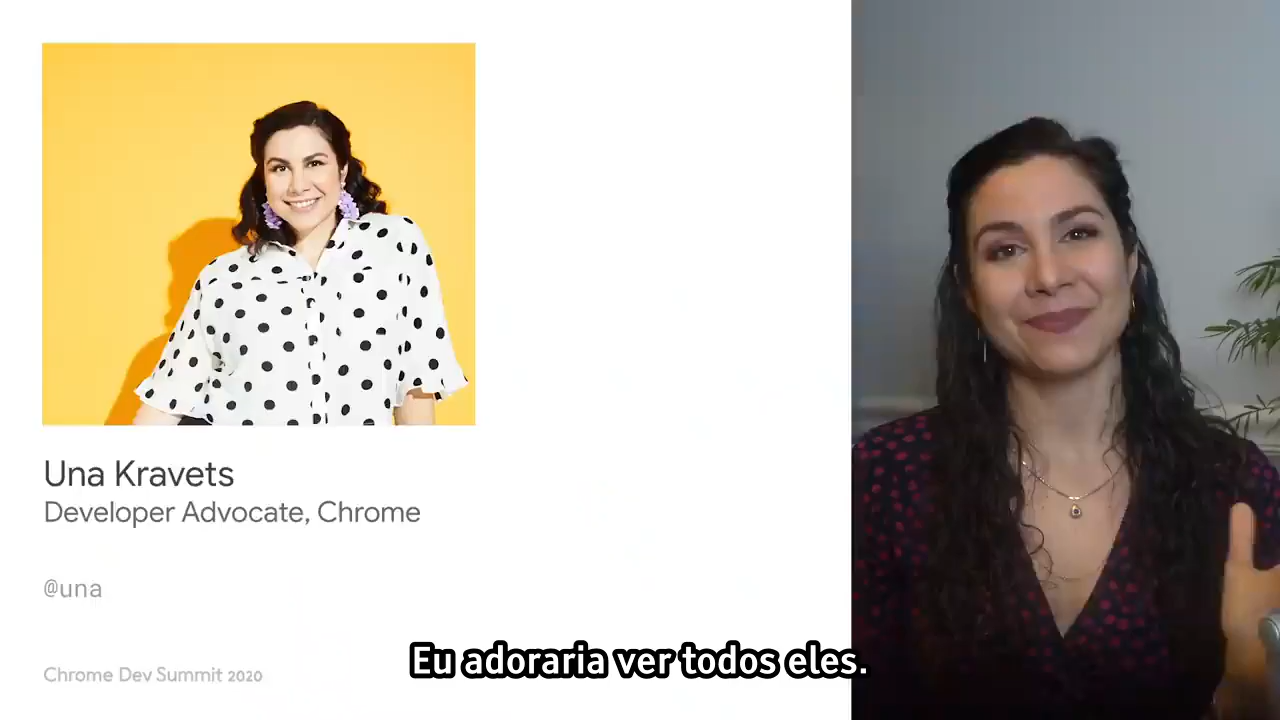 Una Kravets
Developer Advocate, Chrome
@una
Chrome Dev Summit 2020
Eu adoraria ver todos eles.